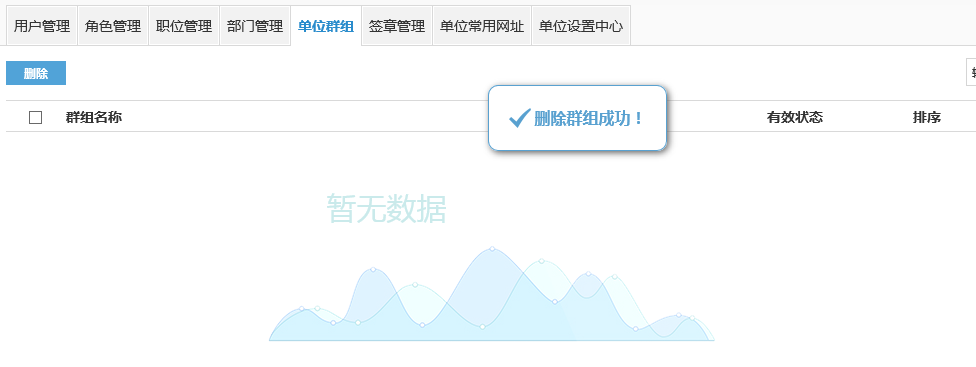 用户管理 角色管理 职位管理 部门管理 单位群组 签章管理 单位常用网址 单位设置中心
删除
群组名称 有效状态 排序
删除群组成功！
暂无数据